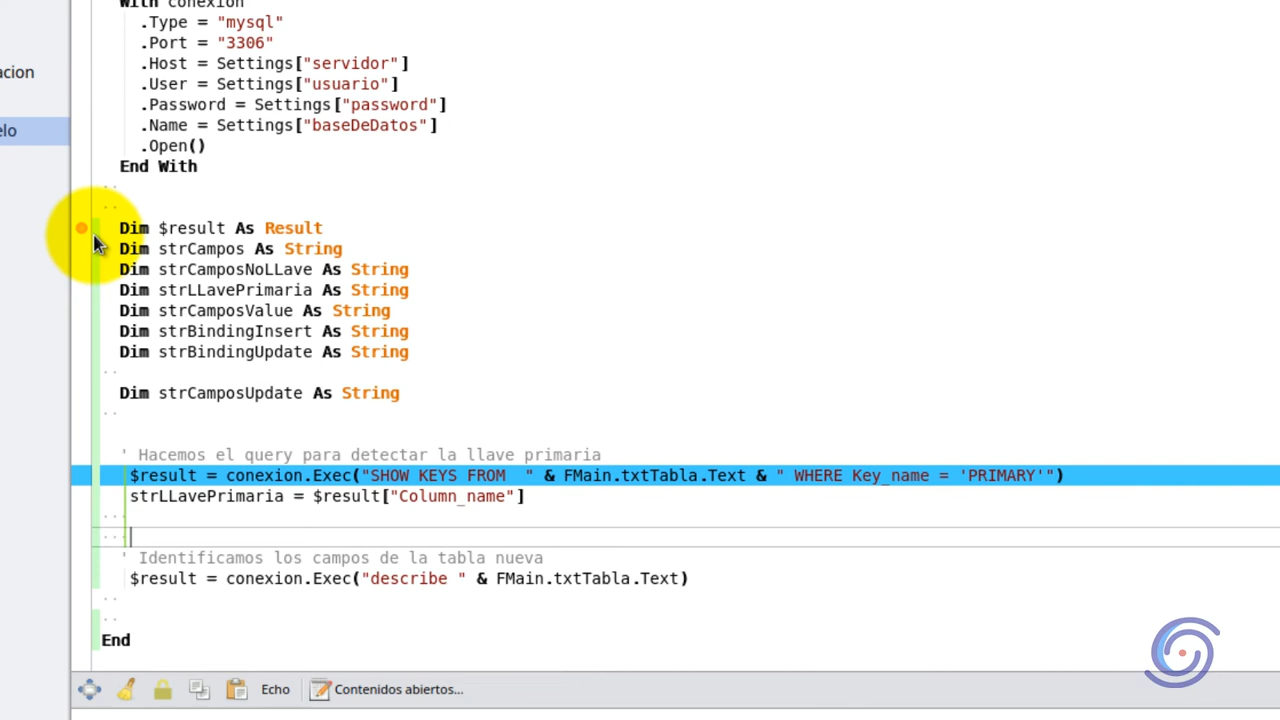 With conexion
.Type = "mysql"
.Port = "3306"
.Host = Settings["servidor"]
acion
.User = Settings["usuario"]
.Password = Settings["password"]
.Name = Settings["baseDeDatos"]
elo
.Open()
End With
Dim $result As Result
Dim strCampos As String
Dim strCamposNoLLave As String
Dim strLLavePrimaria As String
Dim strCamposValue As String
Dim strBindingInsert As String
Dim strBindingUpdate As String
Dim strCamposUpdate As String
' Hacemos el query para detectar la llave primaria
$result = conexion.Exec("SHOW KEYS FROM  " & FMain.txtTabla.Text & " WHERE Key_name = 'PRIMARY'")
strLLavePrimaria = $result["Column_name"]
' Identificamos los campos de la tabla nueva
$result = conexion.Exec("describe " & FMain.txtTabla.Text)
End
Echo Contenidos abiertos...